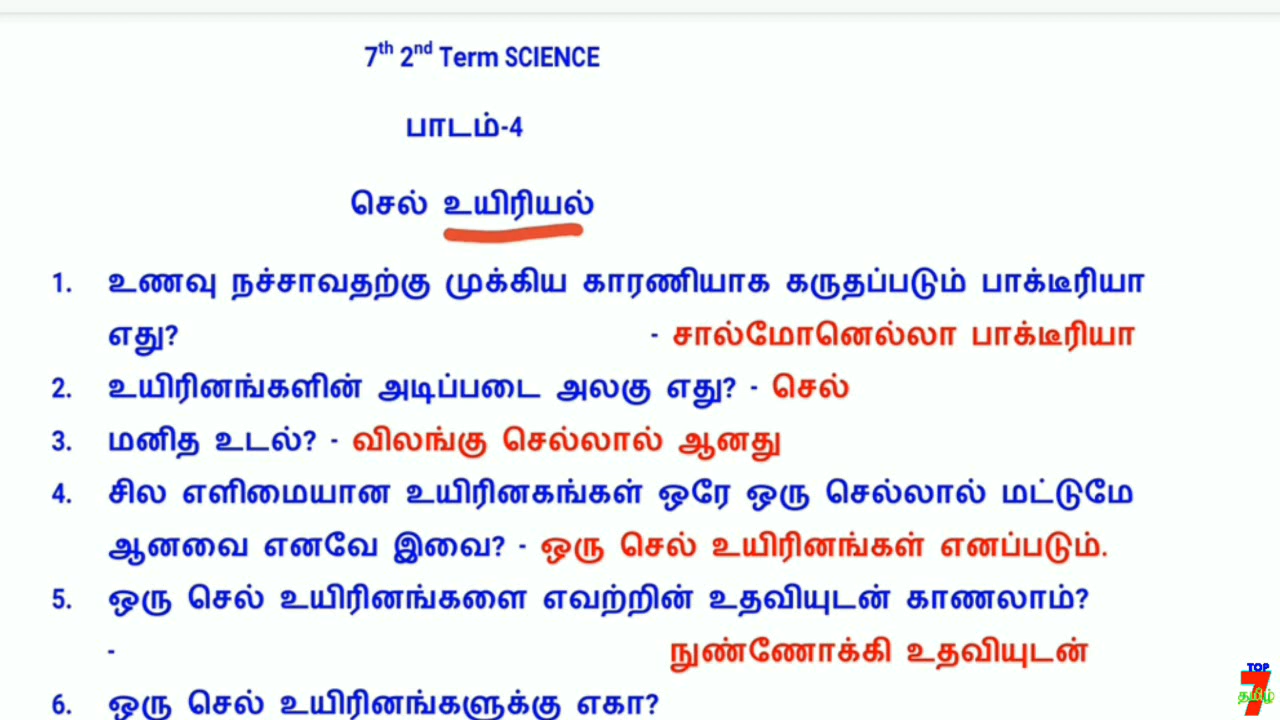 7th 2nd Term SCIENCE
பாடம்-4
செல் உயிரியல்
1. உணவு நச்சாவதற்கு முக்கிய காரணியாக கருதப்படும் பாக்டீரியா
எது? - சால்மோனெல்லா பாக்டீரியா
2. உயிரினங்களின் அடிப்படை அலகு எது? - செல்
3. மனித உடல்? - விலங்கு செல்லால் ஆனது
4. சில எளிமையான உயிரினகங்கள் ஒரே ஒரு செல்லால் மட்டுமே
ஆனவை எனவே இவை? - ஒரு செல் உயிரினங்கள் எனப்படும்.
5. ஒரு செல் உயிரினங்களை எவற்றின் உதவியுடன் காணலாம்?
- நுண்ணோக்கி உதவியுடன்
6. ஒரு செல் உயிரினங்களுக்கு எகா?
TOP
7
தமிழ்